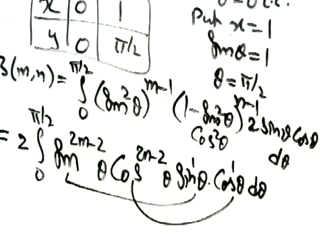 x 0 1
y 0 π/2
Put x = 1
sinθ = 1
θ = π/2
β(m,n) = ∫₀^{π/2} (sin²θ)^{m-1} (1-sin²θ)^{n-1} 2 sinθ cosθ dθ
cos²θ
= 2 ∫₀^{π/2} sin^{2m-2} θ cos^{2n-2} θ sin¹θ. cos¹θ dθ